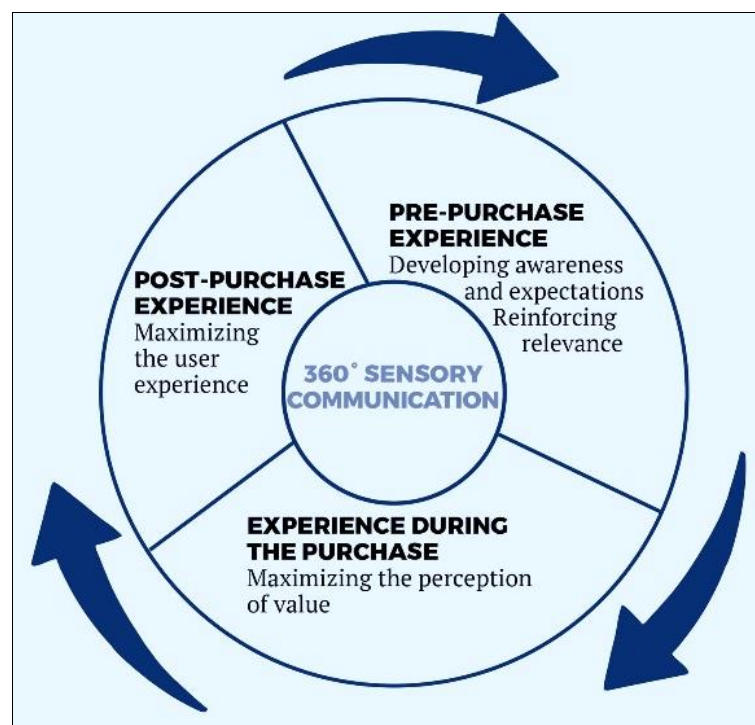 PRE-PURCHASE
EXPERIENCE
Developing awareness
and expectations
Reinforcing
relevance
POST-PURCHASE
EXPERIENCE
Maximizing
the user
experience
360° SENSORY
COMMUNICATION
EXPERIENCE DURING
THE PURCHASE
Maximizing the perception
of value